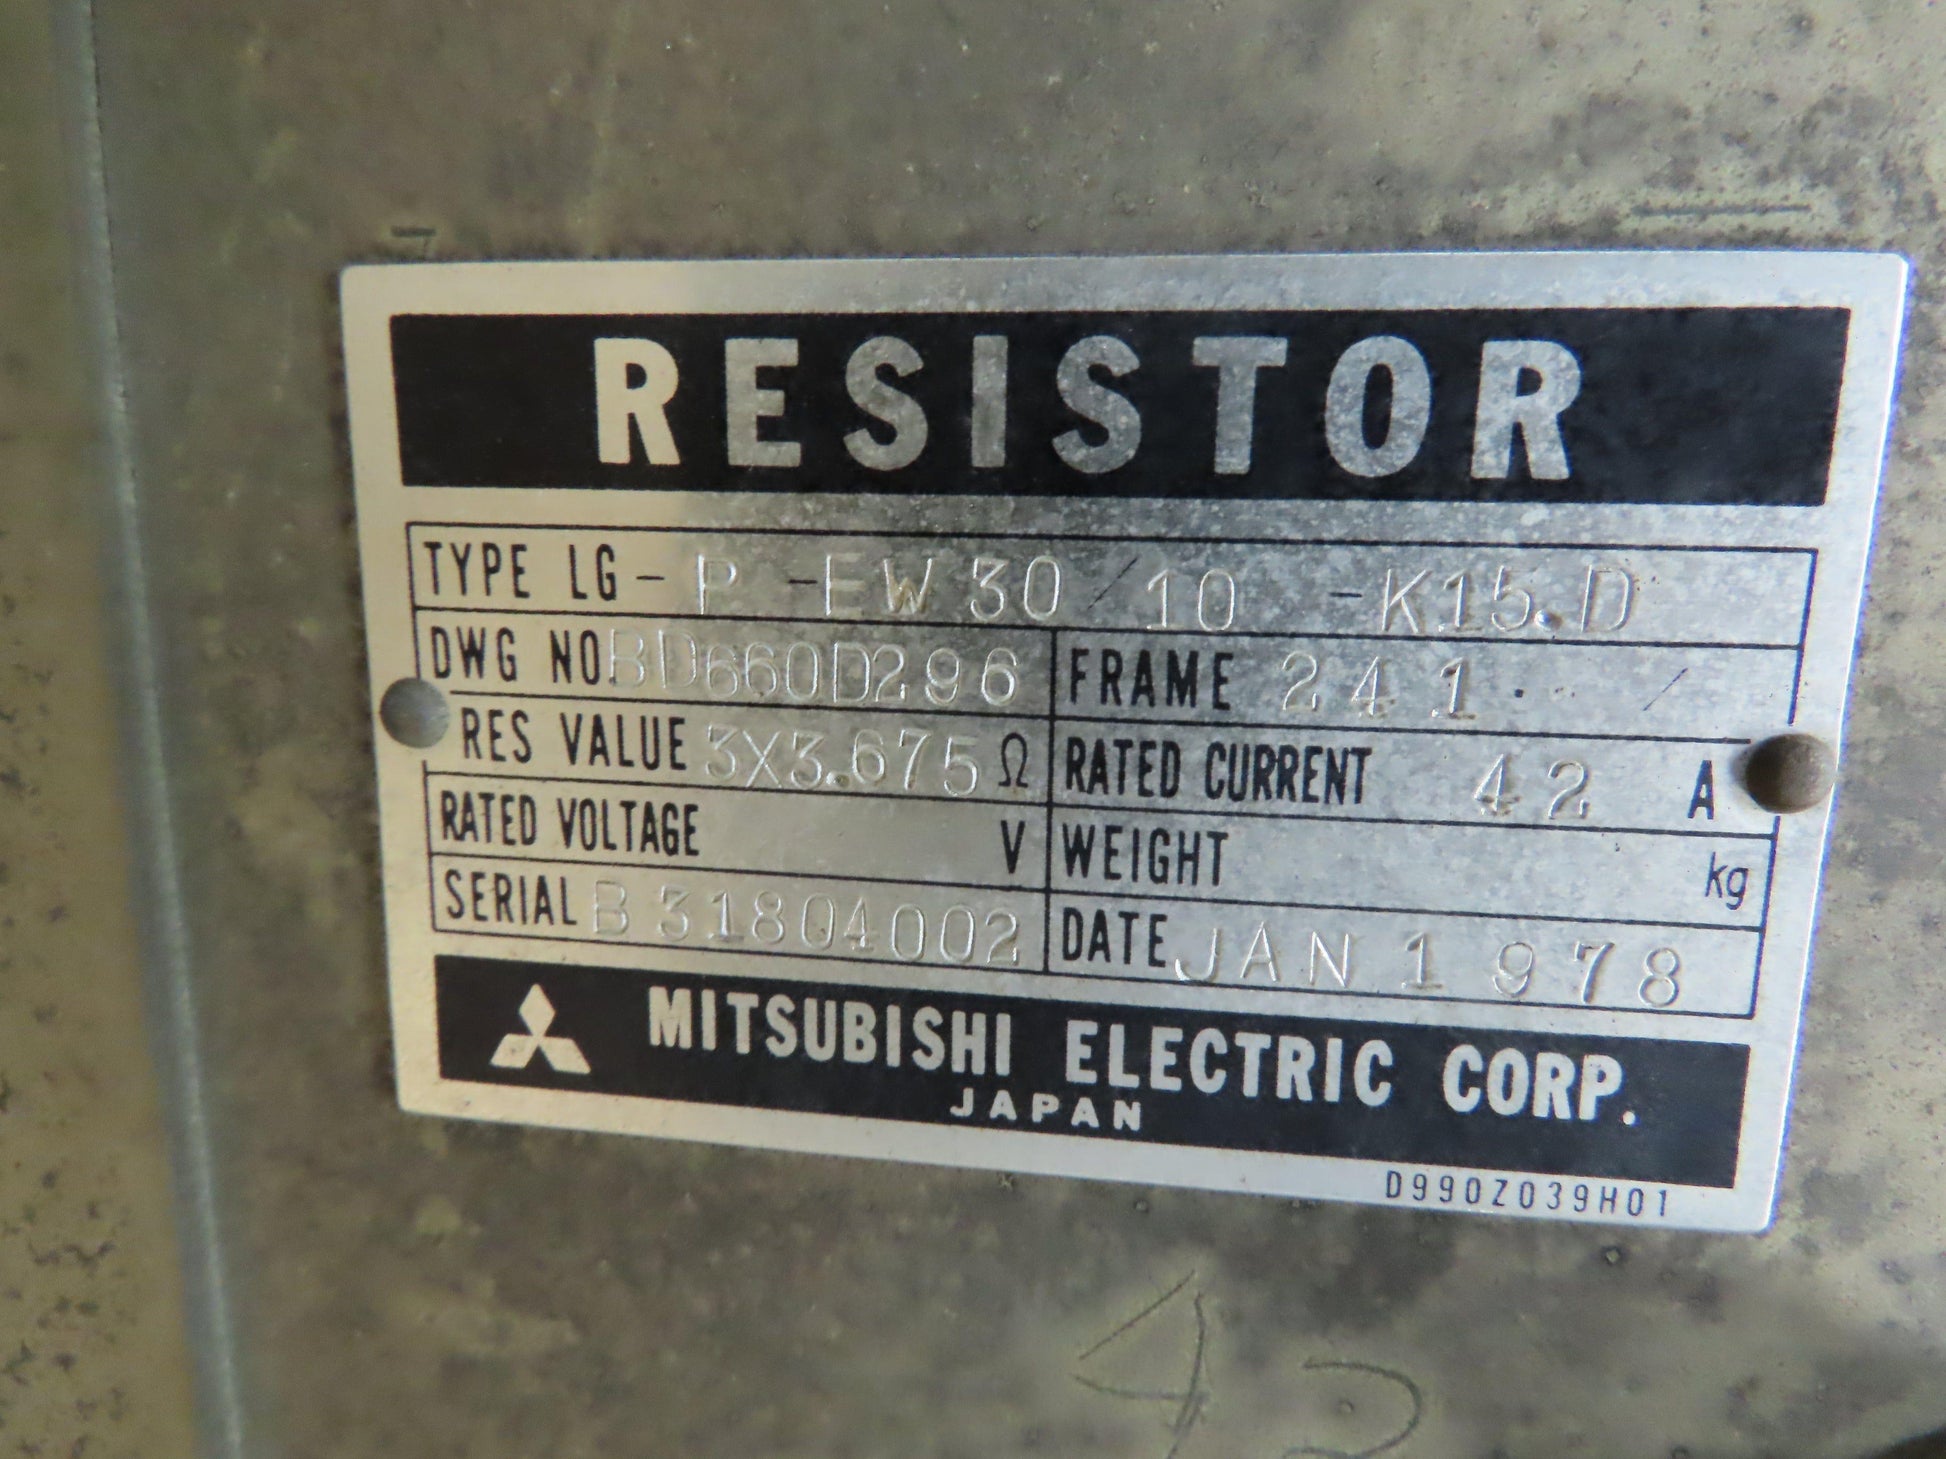 RESISTOR
TYPE LG-P-EW30/10-K15.D
DWG NO BD660D296 FRAME 241
RES VALUE 3X3.675Ω RATED CURRENT 42 A
RATED VOLTAGE V WEIGHT kg
SERIAL B31804002 DATE JAN 1978
MITSUBISHI ELECTRIC CORP.
JAPAN
D990Z039H01
42